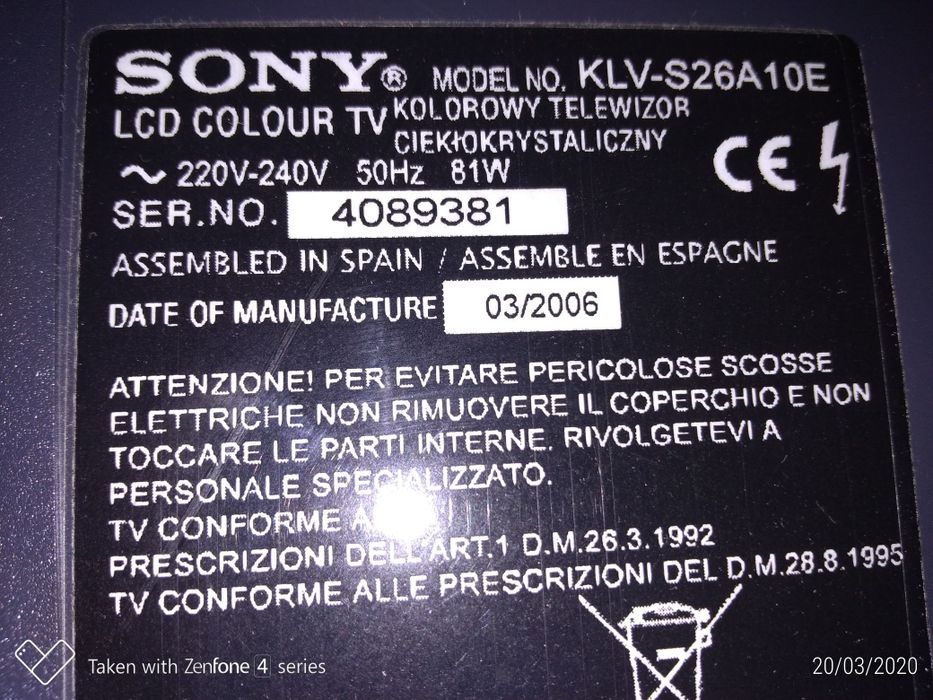 SONY® MODEL NO. KLV-S26A10E
LCD COLOUR TV KOLOROWY TELEWIZOR
CIEKŁOKRYSTALICZNY
~ 220V-240V 50Hz 81W
CE
SER.NO. 4089381
ASSEMBLED IN SPAIN / ASSEMBLE EN ESPAGNE
DATE OF MANUFACTURE 03/2006
ATTENZIONE! PER EVITARE PERICOLOSE SCOSSE
ELETTRICHE NON RIMUOVERE IL COPERCHIO E NON
TOCCARE LE PARTI INTERNE. RIVOLGETEVI A
PERSONALE SPECIALIZZATO.
TV CONFORME
PRESCRIZIONI DELL'ART.1 D.M.26.3.1992
TV CONFORME ALLE PRESCRIZIONI DEL D.M.28.8.1995
Taken with Zenfone 4 series
20/03/2020